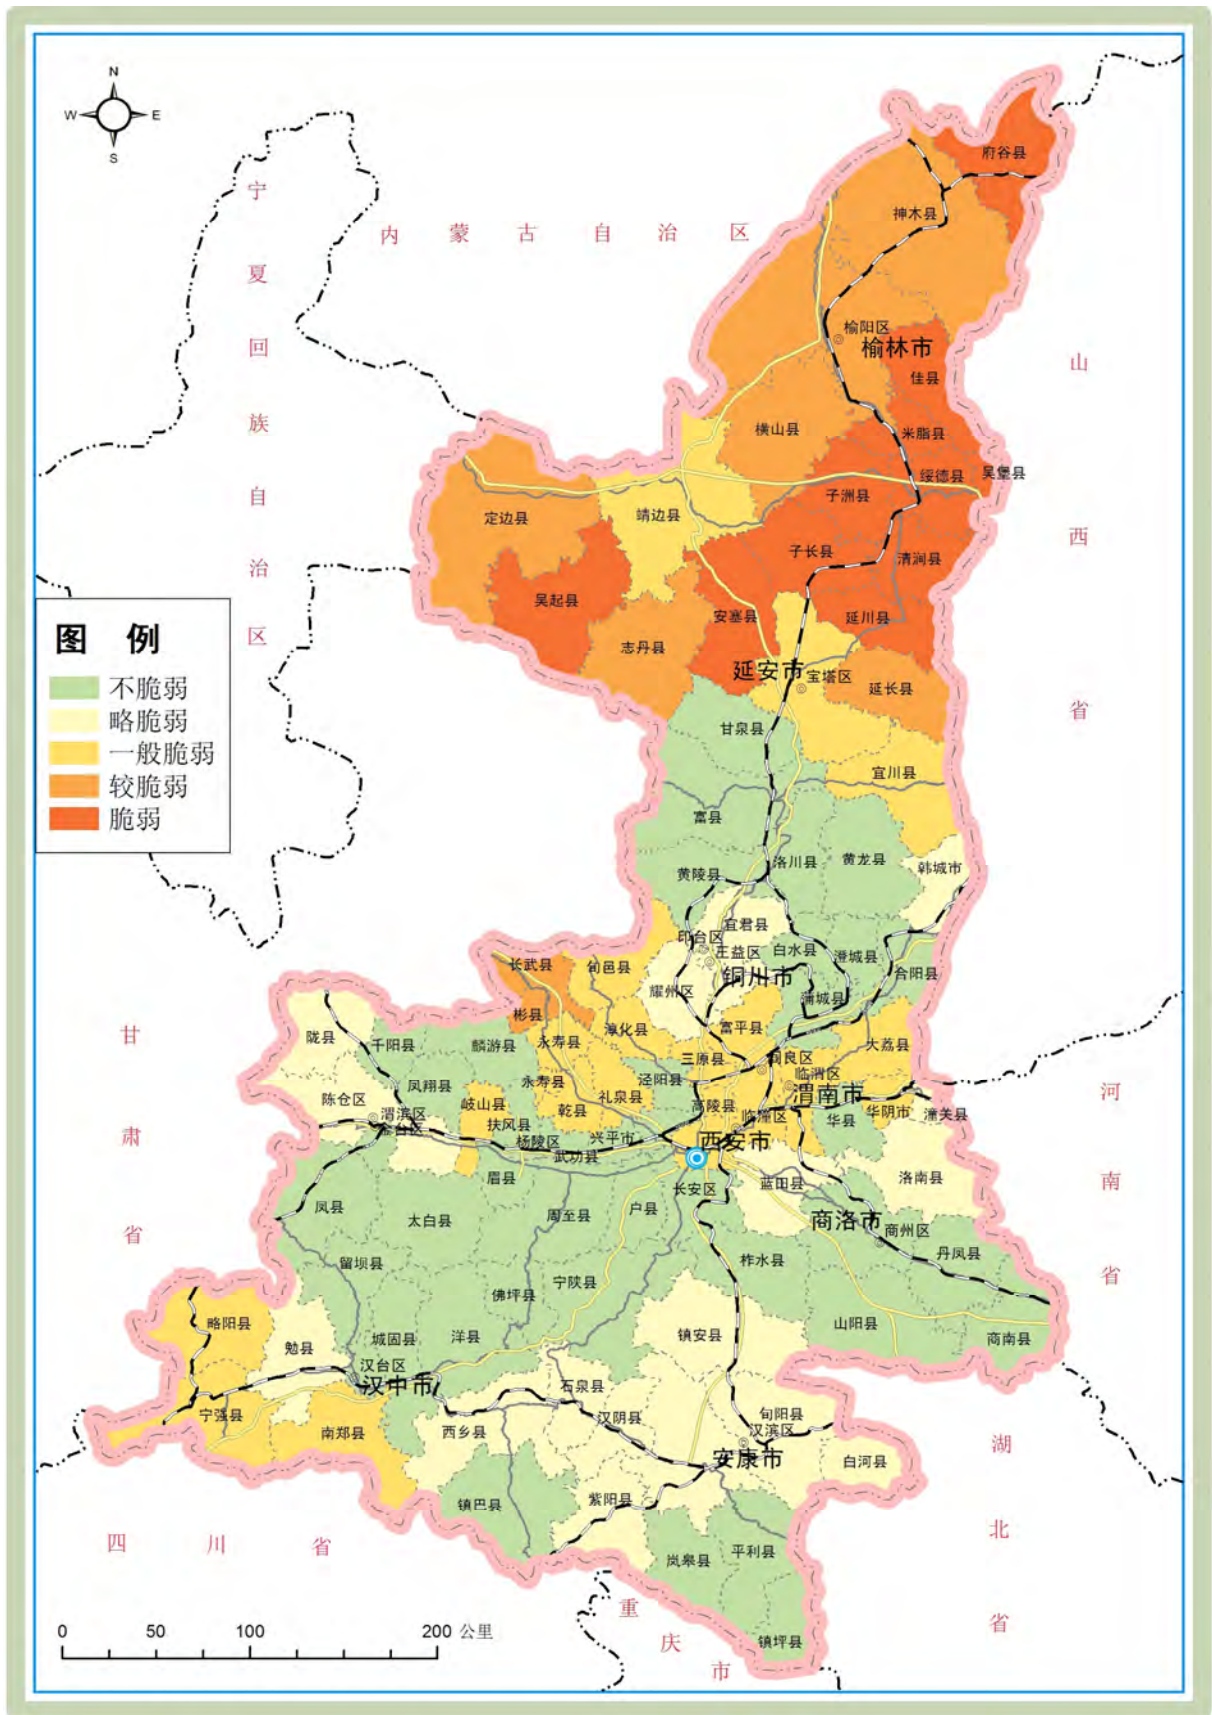 N
W
E
S
宁夏回族自治区
内蒙古自治区
山西省
甘肃省
河南省
四川省
湖北省
重庆市
图 例
不脆弱
略脆弱
一般脆弱
较脆弱
脆弱
府谷县
神木县
榆阳区
榆林市
佳县
横山县
米脂县
绥德县
吴堡县
子洲县
定边县
靖边县
子长县
清涧县
吴起县
安塞县
延川县
志丹县
延安市
宝塔区
延长县
甘泉县
宜川县
富县
洛川县
黄龙县
黄陵县
韩城市
宜君县
印台区
王益区
白水县
澄城县
合阳县
铜川市
长武县
旬邑县
耀州区
蒲城县
彬县
淳化县
富平县
陇县
千阳县
麟游县
永寿县
三原县
阎良区
大荔县
凤翔县
永寿县
泾阳县
临渭区
渭南市
陈仓区
岐山县
礼泉县
渭滨区
金台区
扶风县
乾县
高陵县
临潼区
华县
华阴市
潼关县
杨陵区
兴平市
西安市
武功县
眉县
长安区
蓝田县
洛南县
凤县
太白县
周至县
户县
商洛市
商州区
丹凤县
留坝县
佛坪县
宁陕县
柞水县
略阳县
勉县
城固县
洋县
镇安县
山阳县
商南县
汉台区
汉中市
石泉县
宁强县
南郑县
西乡县
汉阴县
旬阳县
汉滨区
安康市
白河县
镇巴县
紫阳县
岚皋县
平利县
镇坪县
0 50 100 200 公里